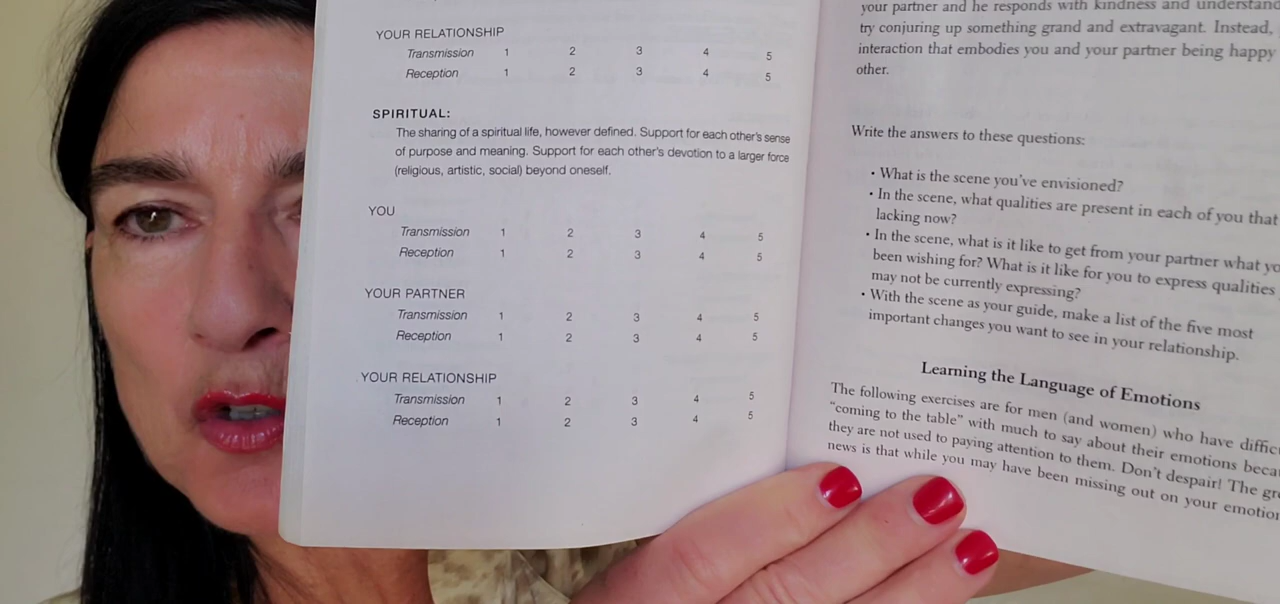 YOUR RELATIONSHIP
Transmission 1 2 3 4 5
Reception 1 2 3 4 5
SPIRITUAL:
The sharing of a spiritual life, however defined. Support for each other's sense
of purpose and meaning. Support for each other's devotion to a larger force
(religious, artistic, social) beyond oneself.
YOU
Transmission 1 2 3 4 5
Reception 1 2 3 4 5
YOUR PARTNER
Transmission 1 2 3 4 5
Reception 1 2 3 4 5
YOUR RELATIONSHIP
Transmission 1 2 3 4 5
Reception 1 2 3 4 5
your partner and he responds with kindness and understand
try conjuring up something grand and extravagant. Instead,
interaction that embodies you and your partner being happy
other.
Write the answers to these questions:
• What is the scene you've envisioned?
• In the scene, what qualities are present in each of you that
lacking now?
• In the scene, what is it like to get from your partner what yo
been wishing for? What is it like for you to express qualities
may not be currently expressing?
• With the scene as your guide, make a list of the five most
important changes you want to see in your relationship.
Learning the Language of Emotions
The following exercises are for men (and women) who have diffic
"coming to the table" with much to say about their emotions beca
they are not used to paying attention to them. Don't despair! The gr
news is that while you may have been missing out on your emotion